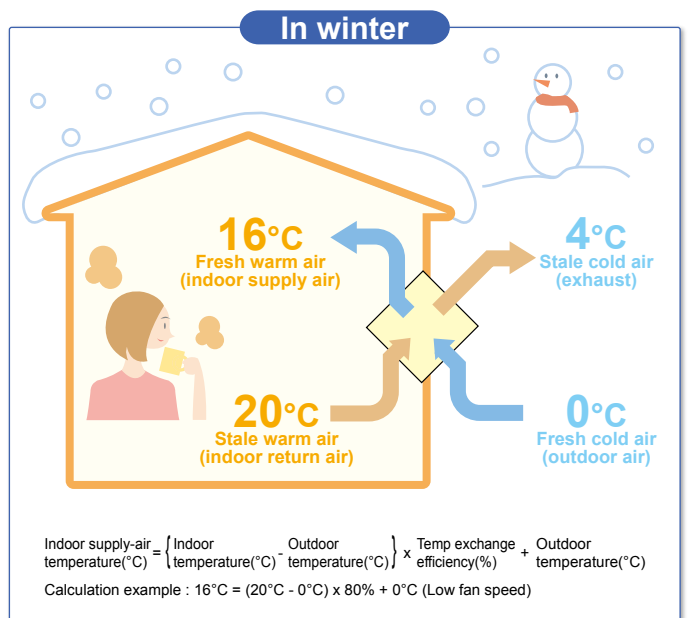 In winter
16°C
Fresh warm air
(indoor supply air)
4°C
Stale cold air
(exhaust)
20°C
Stale warm air
(indoor return air)
0°C
Fresh cold air
(outdoor air)
Indoor supply-air temperature(°C) = { Indoor temperature(°C) - Outdoor temperature(°C) } x Temp exchange efficiency(%) + Outdoor temperature(°C)
Calculation example : 16°C = (20°C - 0°C) x 80% + 0°C (Low fan speed)